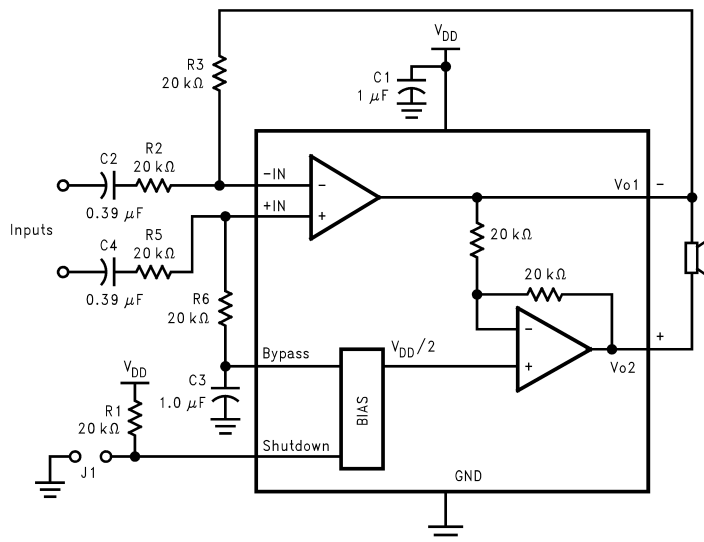 V_DD
R3
20 kΩ
C1
1 µF
R2
20 kΩ
C2
0.39 µF
-IN
-
+IN
+
Vo1
-
Inputs
R5
20 kΩ
C4
0.39 µF
20 kΩ
20 kΩ
R6
20 kΩ
-
+
+
Vo2
Bypass
V_DD/2
C3
1.0 µF
BIAS
V_DD
R1
20 kΩ
Shutdown
J1
GND